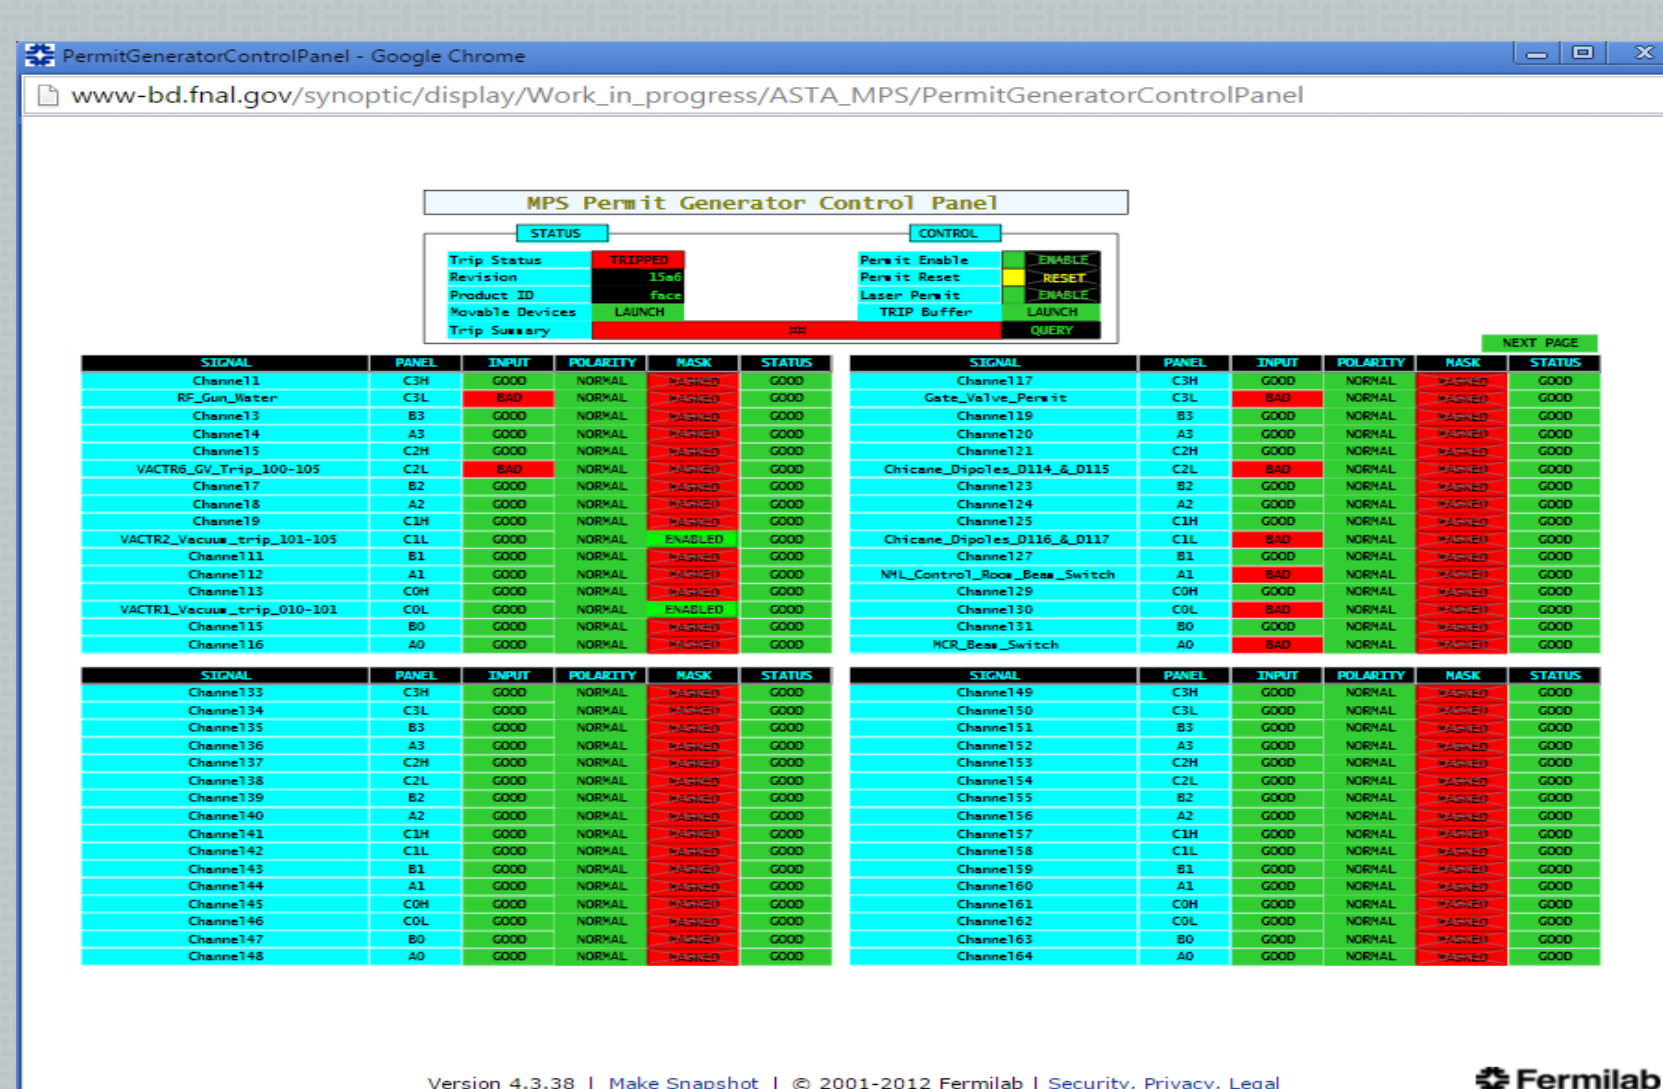 PermitGeneratorControlPanel - Google Chrome
www-bd.fnal.gov/synoptic/display/Work_in_progress/ASTA_MPS/PermitGeneratorControlPanel
MPS Permit Generator Control Panel
STATUS CONTROL
Trip Status TRIPPED Permit Enable ENABLE
Revision 15a6 Permit Reset RESET
Product ID face Laser Permit ENABLE
Movable Devices LAUNCH TRIP Buffer LAUNCH
Trip Summary QUERY
NEXT PAGE
SIGNAL PANEL INPUT POLARITY MASK STATUS SIGNAL PANEL INPUT POLARITY MASK STATUS
Channel1 C3H GOOD NORMAL MASKED GOOD Channel17 C3H GOOD NORMAL MASKED GOOD
RF_Gun_Water C3L BAD NORMAL MASKED GOOD Gate_Valve_Permit C3L BAD NORMAL MASKED GOOD
Channel3 B3 GOOD NORMAL MASKED GOOD Channel19 B3 GOOD NORMAL MASKED GOOD
Channel4 A3 GOOD NORMAL MASKED GOOD Channel20 A3 GOOD NORMAL MASKED GOOD
Channel5 C2H GOOD NORMAL MASKED GOOD Channel21 C2H GOOD NORMAL MASKED GOOD
VACTR6_GV_Trip_100-105 C2L BAD NORMAL MASKED GOOD Chicane_Dipoles_D114_&_D115 C2L BAD NORMAL MASKED GOOD
Channel7 B2 GOOD NORMAL MASKED GOOD Channel23 B2 GOOD NORMAL MASKED GOOD
Channel8 A2 GOOD NORMAL MASKED GOOD Channel24 A2 GOOD NORMAL MASKED GOOD
Channel9 C1H GOOD NORMAL MASKED GOOD Channel25 C1H GOOD NORMAL MASKED GOOD
VACTR2_Vacuum_trip_101-105 C1L GOOD NORMAL ENABLED GOOD Chicane_Dipoles_D116_&_D117 C1L BAD NORMAL MASKED GOOD
Channel11 B1 GOOD NORMAL MASKED GOOD Channel27 B1 GOOD NORMAL MASKED GOOD
Channel12 A1 GOOD NORMAL MASKED GOOD NML_Control_Room_Beam_Switch A1 BAD NORMAL MASKED GOOD
Channel13 C0H GOOD NORMAL MASKED GOOD Channel29 C0H GOOD NORMAL MASKED GOOD
VACTR1_Vacuum_trip_010-101 C0L GOOD NORMAL ENABLED GOOD Channel30 C0L BAD NORMAL MASKED GOOD
Channel15 B0 GOOD NORMAL MASKED GOOD Channel31 B0 GOOD NORMAL MASKED GOOD
Channel16 A0 GOOD NORMAL MASKED GOOD MCR_Beam_Switch A0 BAD NORMAL MASKED GOOD
SIGNAL PANEL INPUT POLARITY MASK STATUS SIGNAL PANEL INPUT POLARITY MASK STATUS
Channel33 C3H GOOD NORMAL MASKED GOOD Channel49 C3H GOOD NORMAL MASKED GOOD
Channel34 C3L GOOD NORMAL MASKED GOOD Channel50 C3L GOOD NORMAL MASKED GOOD
Channel35 B3 GOOD NORMAL MASKED GOOD Channel51 B3 GOOD NORMAL MASKED GOOD
Channel36 A3 GOOD NORMAL MASKED GOOD Channel52 A3 GOOD NORMAL MASKED GOOD
Channel37 C2H GOOD NORMAL MASKED GOOD Channel53 C2H GOOD NORMAL MASKED GOOD
Channel38 C2L GOOD NORMAL MASKED GOOD Channel54 C2L GOOD NORMAL MASKED GOOD
Channel39 B2 GOOD NORMAL MASKED GOOD Channel55 B2 GOOD NORMAL MASKED GOOD
Channel40 A2 GOOD NORMAL MASKED GOOD Channel56 A2 GOOD NORMAL MASKED GOOD
Channel41 C1H GOOD NORMAL MASKED GOOD Channel57 C1H GOOD NORMAL MASKED GOOD
Channel42 C1L GOOD NORMAL MASKED GOOD Channel58 C1L GOOD NORMAL MASKED GOOD
Channel43 B1 GOOD NORMAL MASKED GOOD Channel59 B1 GOOD NORMAL MASKED GOOD
Channel44 A1 GOOD NORMAL MASKED GOOD Channel60 A1 GOOD NORMAL MASKED GOOD
Channel45 C0H GOOD NORMAL MASKED GOOD Channel61 C0H GOOD NORMAL MASKED GOOD
Channel46 C0L GOOD NORMAL MASKED GOOD Channel62 C0L GOOD NORMAL MASKED GOOD
Channel47 B0 GOOD NORMAL MASKED GOOD Channel63 B0 GOOD NORMAL MASKED GOOD
Channel48 A0 GOOD NORMAL MASKED GOOD Channel64 A0 GOOD NORMAL MASKED GOOD
Version 4.3.38 | Make Snapshot | © 2001-2012 Fermilab | Security, Privacy, Legal
Fermilab